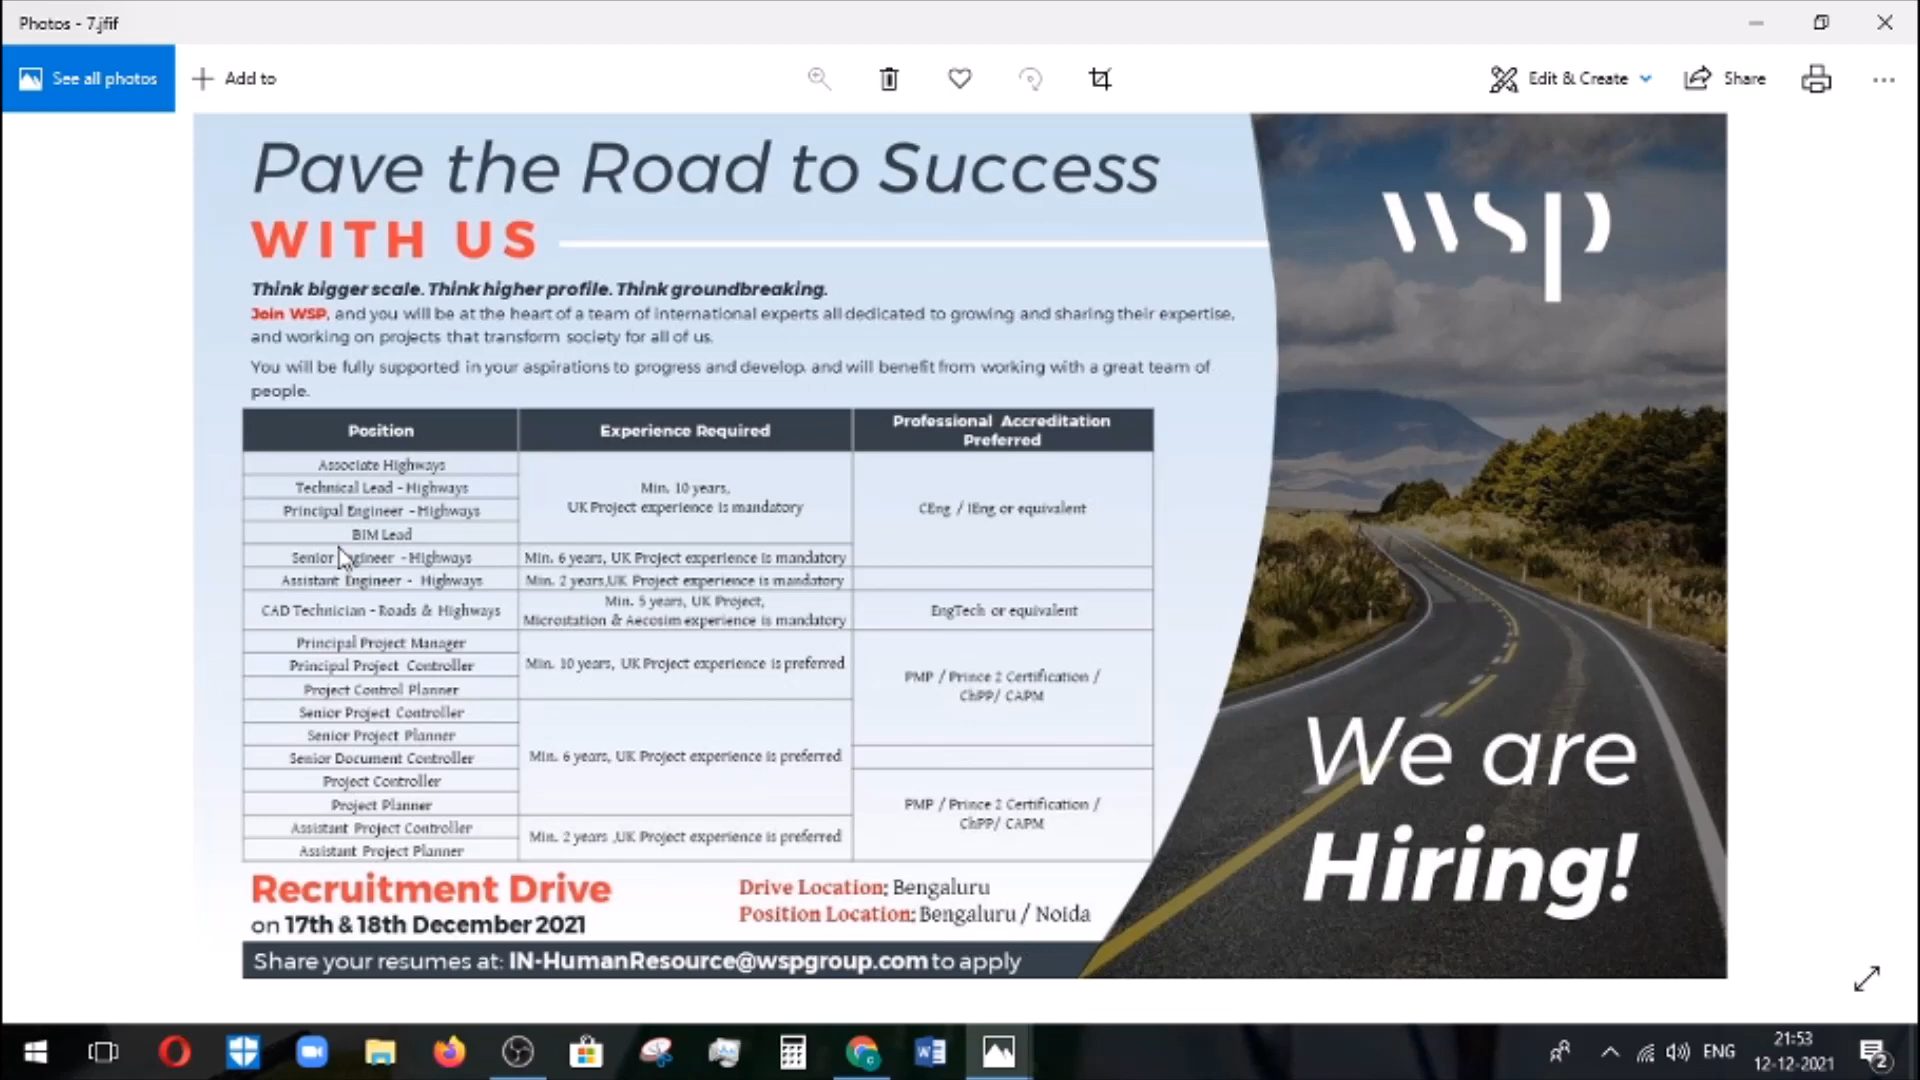 Photos - 7.jfif
See all photos
Add to
Edit & Create
Share
Pave the Road to Success
WITH US
wsp
Think bigger scale. Think higher profile. Think groundbreaking.
Join WSP, and you will be at the heart of a team of international experts all dedicated to growing and sharing their expertise,
and working on projects that transform society for all of us.
You will be fully supported in your aspirations to progress and develop, and will benefit from working with a great team of
people.
Position
Experience Required
Professional Accreditation
Preferred
Associate Highways
Technical Lead - Highways
Principal Engineer - Highways
BIM Lead
Min. 10 years,
UK Project experience is mandatory
CEng / IEng or equivalent
Senior Engineer - Highways
Min. 6 years, UK Project experience is mandatory
Assistant Engineer - Highways
Min. 2 years,UK Project experience is mandatory
CAD Technician - Roads & Highways
Min. 5 years, UK Project,
Microstation & Aecosim experience is mandatory
EngTech or equivalent
Principal Project Manager
Principal Project Controller
Project Control Planner
Min. 10 years, UK Project experience is preferred
PMP / Prince 2 Certification /
ChPP/ CAPM
Senior Project Controller
Senior Project Planner
Senior Document Controller
Project Controller
Project Planner
Min. 6 years, UK Project experience is preferred
PMP / Prince 2 Certification /
ChPP/ CAPM
Assistant Project Controller
Assistant Project Planner
Min. 2 years ,UK Project experience is preferred
We are
Hiring!
Recruitment Drive
on 17th & 18th December 2021
Drive Location: Bengaluru
Position Location: Bengaluru / Noida
Share your resumes at: IN-HumanResource@wspgroup.com to apply
ENG
21:53
12-12-2021
2